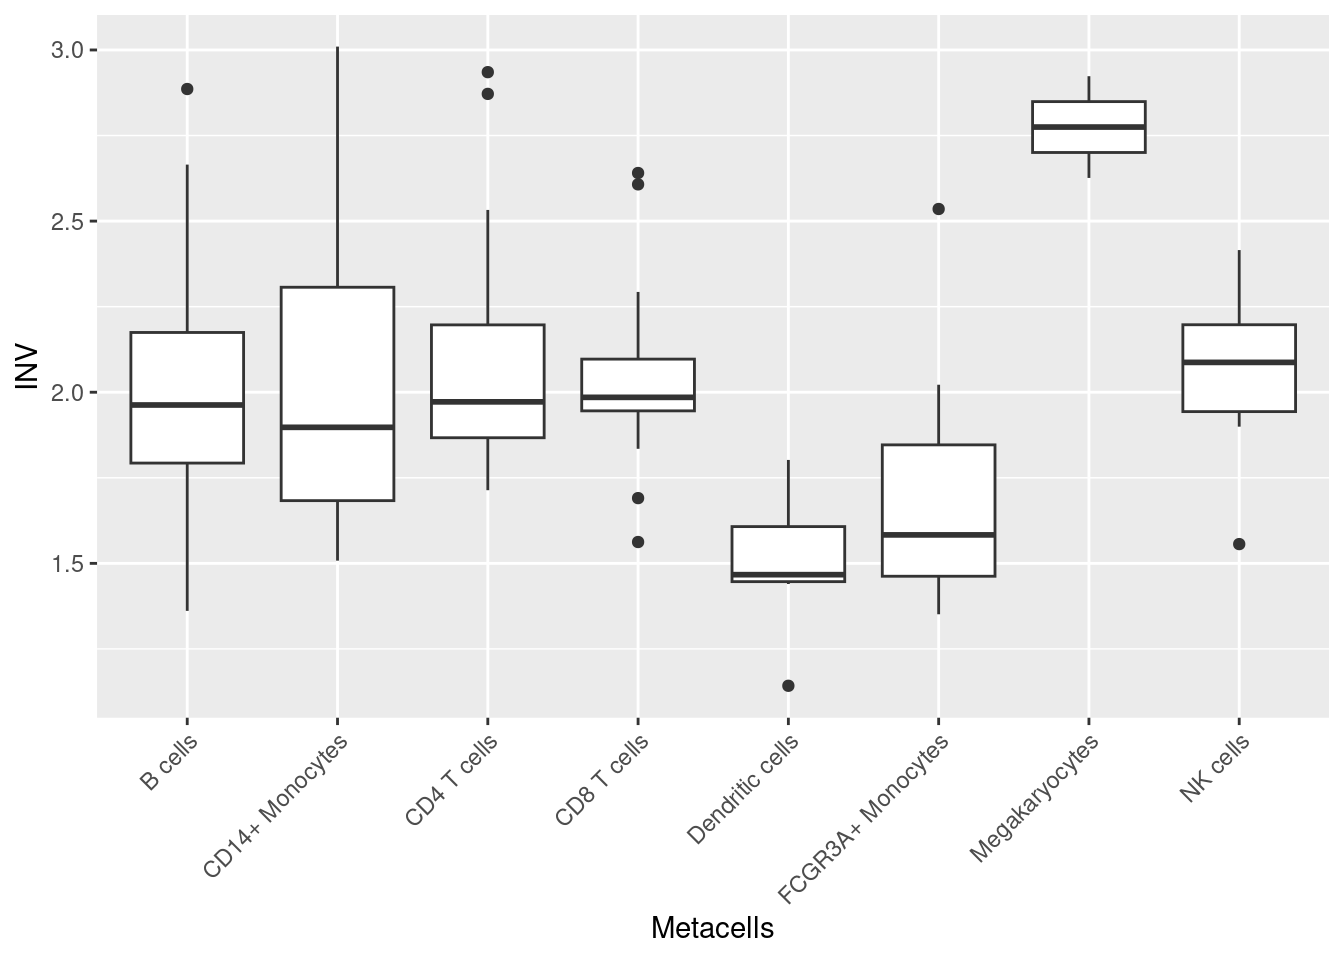 INV
3.0
2.5
2.0
1.5
B cells
CD14+ Monocytes
CD4 T cells
CD8 T cells
Dendritic cells
FCGR3A+ Monocytes
Megakaryocytes
NK cells
Metacells